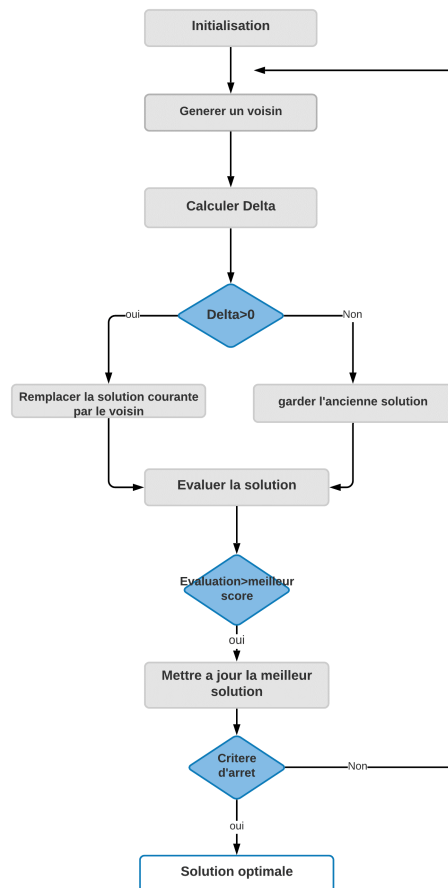 Initialisation
Generer un voisin
Calculer Delta
Delta>0
oui
Non
Remplacer la solution courante
par le voisin
garder l'ancienne solution
Evaluer la solution
Evaluation>meilleur
score
oui
Mettre a jour la meilleur
solution
Critere
d'arret
Non
oui
Solution optimale